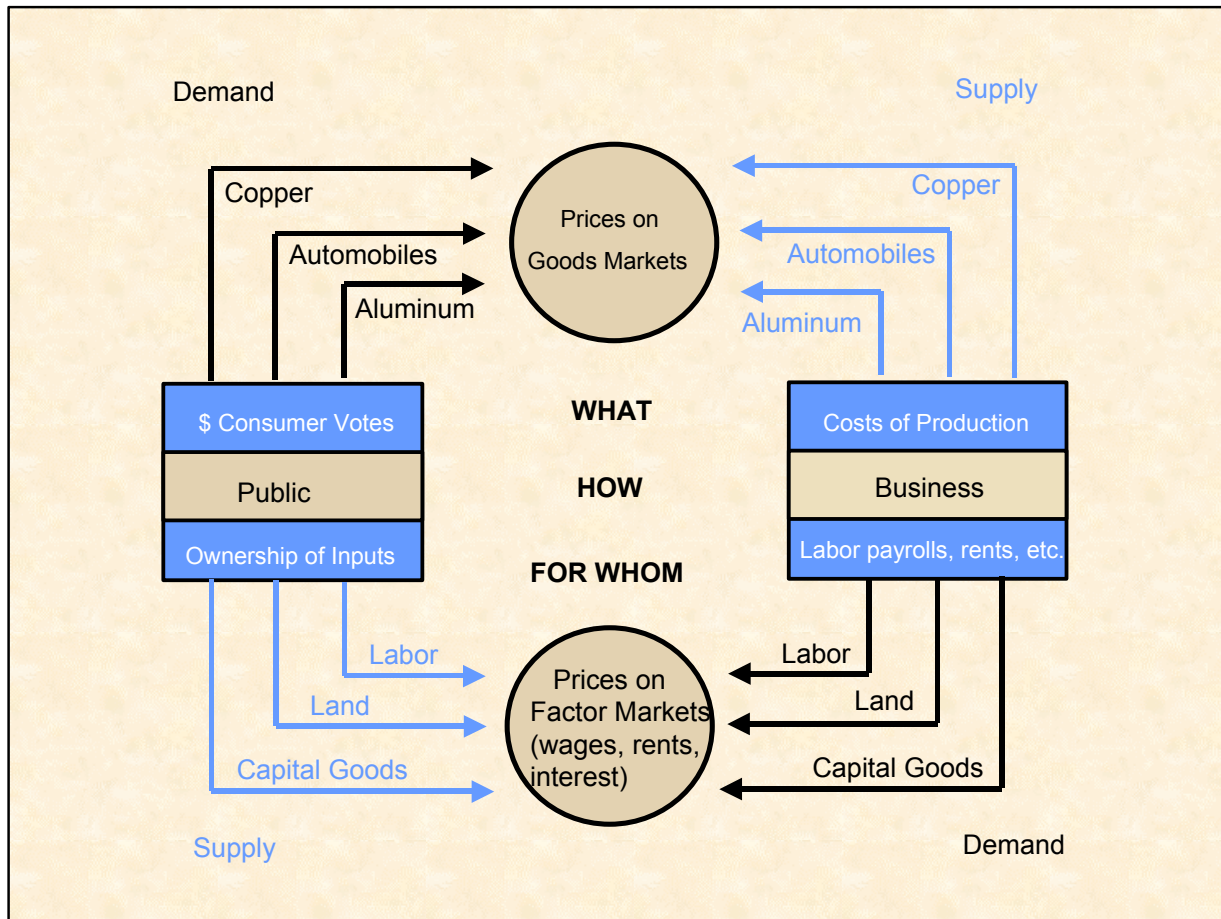 Demand
Supply
Copper
Automobiles
Aluminum
Prices on
Goods Markets
Copper
Automobiles
Aluminum
$ Consumer Votes
Public
Ownership of Inputs
WHAT
HOW
FOR WHOM
Costs of Production
Business
Labor payrolls, rents, etc.
Labor
Land
Capital Goods
Prices on
Factor Markets
(wages, rents,
interest)
Labor
Land
Capital Goods
Supply
Demand